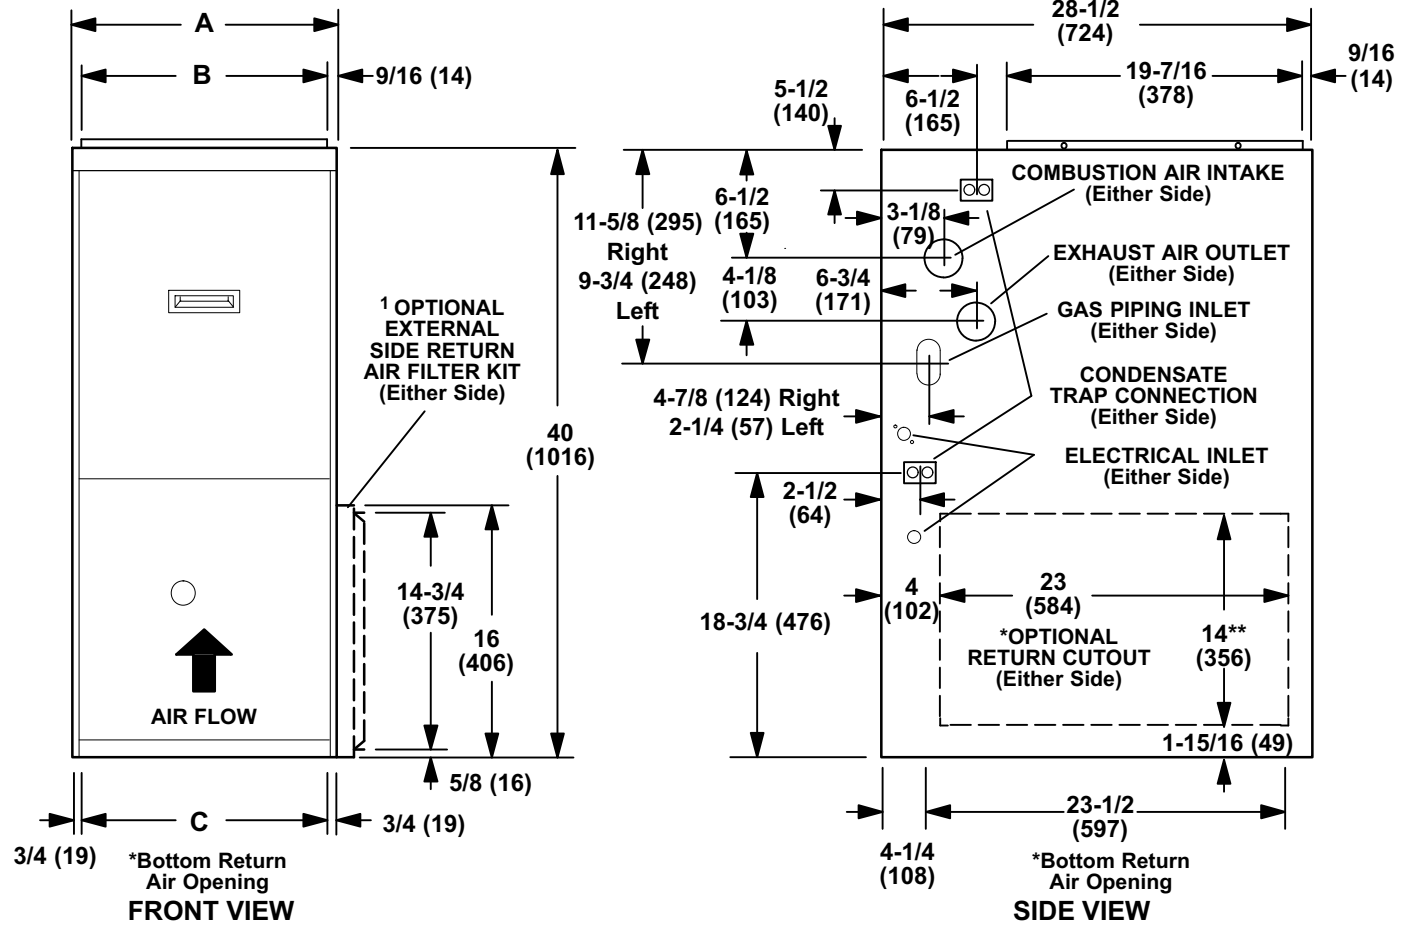 A
B
9/16 (14)
28-1/2
(724)
9/16
(14)
19-7/16
(378)
6-1/2
(165)
5-1/2
(140)
COMBUSTION AIR INTAKE
(Either Side)
6-1/2
(165)
3-1/8
(79)
11-5/8 (295)
Right
9-3/4 (248)
Left
EXHAUST AIR OUTLET
(Either Side)
4-1/8
(103)
6-3/4
(171)
GAS PIPING INLET
(Either Side)
1 OPTIONAL
EXTERNAL
SIDE RETURN
AIR FILTER KIT
(Either Side)
CONDENSATE
TRAP CONNECTION
(Either Side)
4-7/8 (124) Right
2-1/4 (57) Left
40
(1016)
ELECTRICAL INLET
(Either Side)
2-1/2
(64)
14-3/4
(375)
16
(406)
18-3/4 (476)
4
(102)
23
(584)
*OPTIONAL
RETURN CUTOUT
(Either Side)
14**
(356)
AIR FLOW
1-15/16 (49)
5/8 (16)
C
3/4 (19)
3/4 (19)
*Bottom Return
Air Opening
FRONT VIEW
23-1/2
(597)
4-1/4
(108)
*Bottom Return
Air Opening
SIDE VIEW